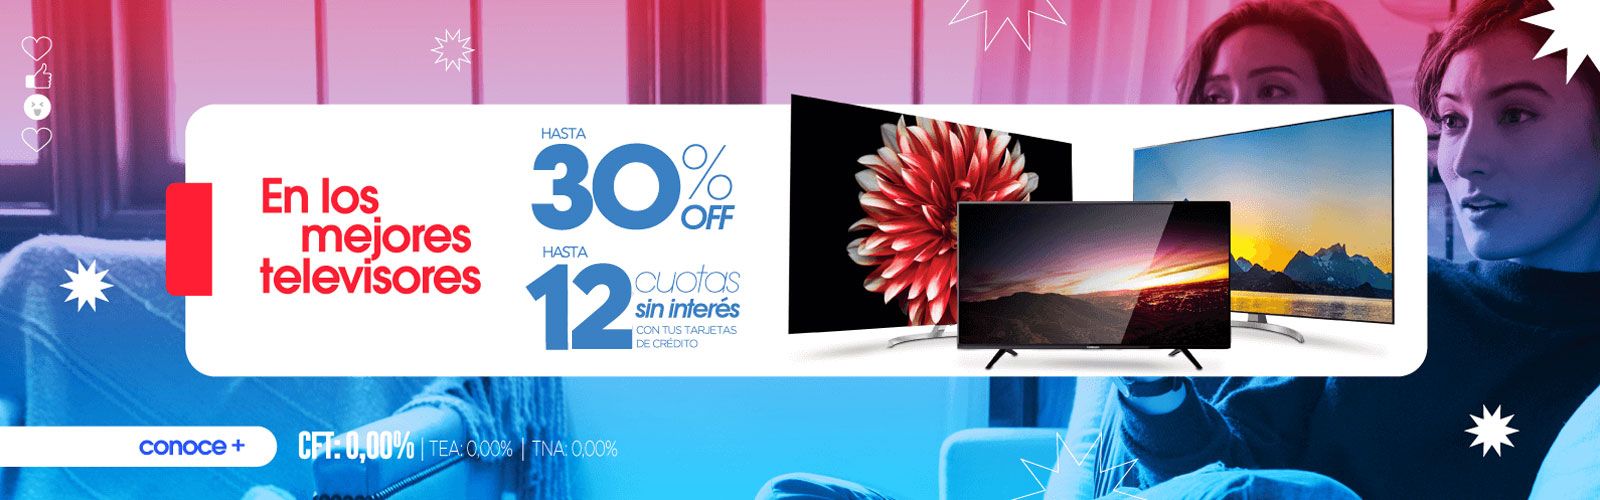 En los
mejores
televisores
HASTA
30% OFF
HASTA
12 cuotas
sin interés
CON TUS TARJETAS
DE CRÉDITO
conoce +
CFT: 0,00% | TEA: 0,00% | TNA: 0,00%